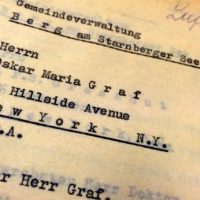 Gemeindeverwaltung
Berg am Starnberger See
Herrn
Oskar Maria Graf
Hillside Avenue
New York N.Y.
.A.
r Herr Graf.